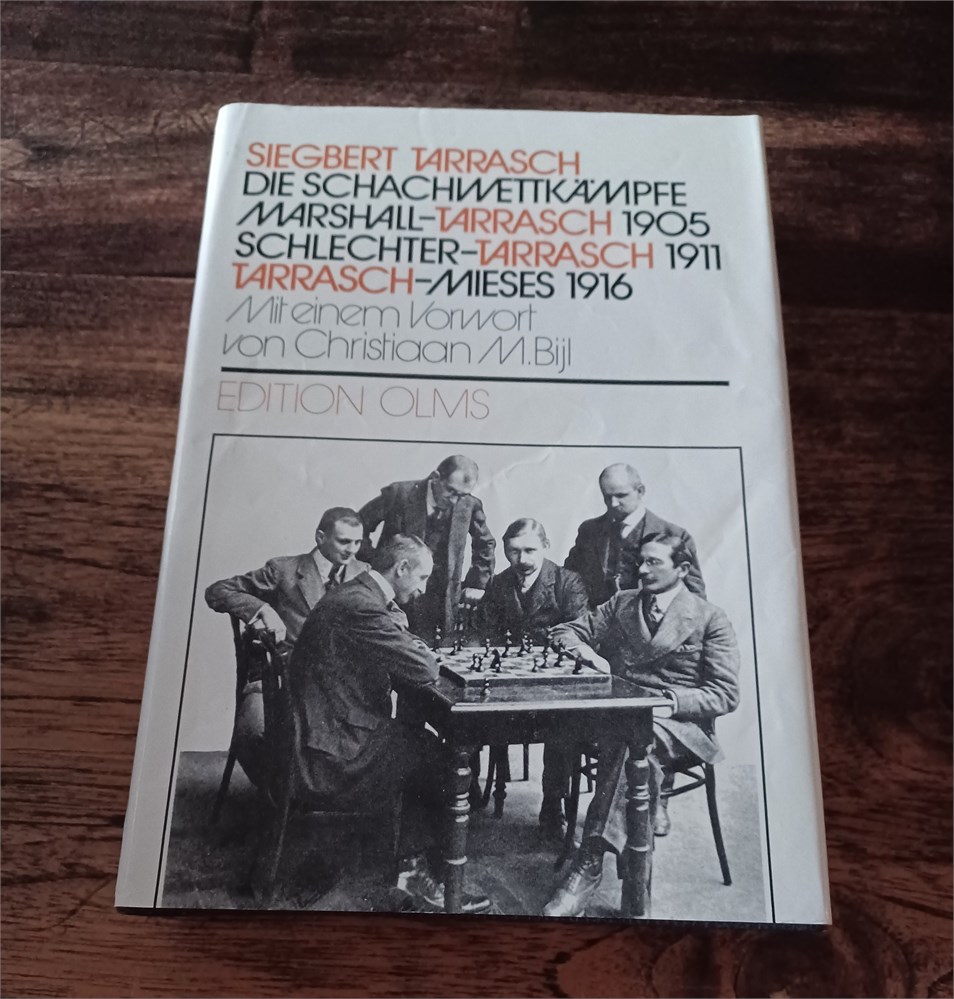 SIEGBERT TARRASCH
DIE SCHACHWETTKÄMPFE
MARSHALL-TARRASCH 1905
SCHLECHTER-TARRASCH 1911
TARRASCH-MIESES 1916
Mit einem Vorwort
von Christiaan M. Bijl
EDITION OLMS